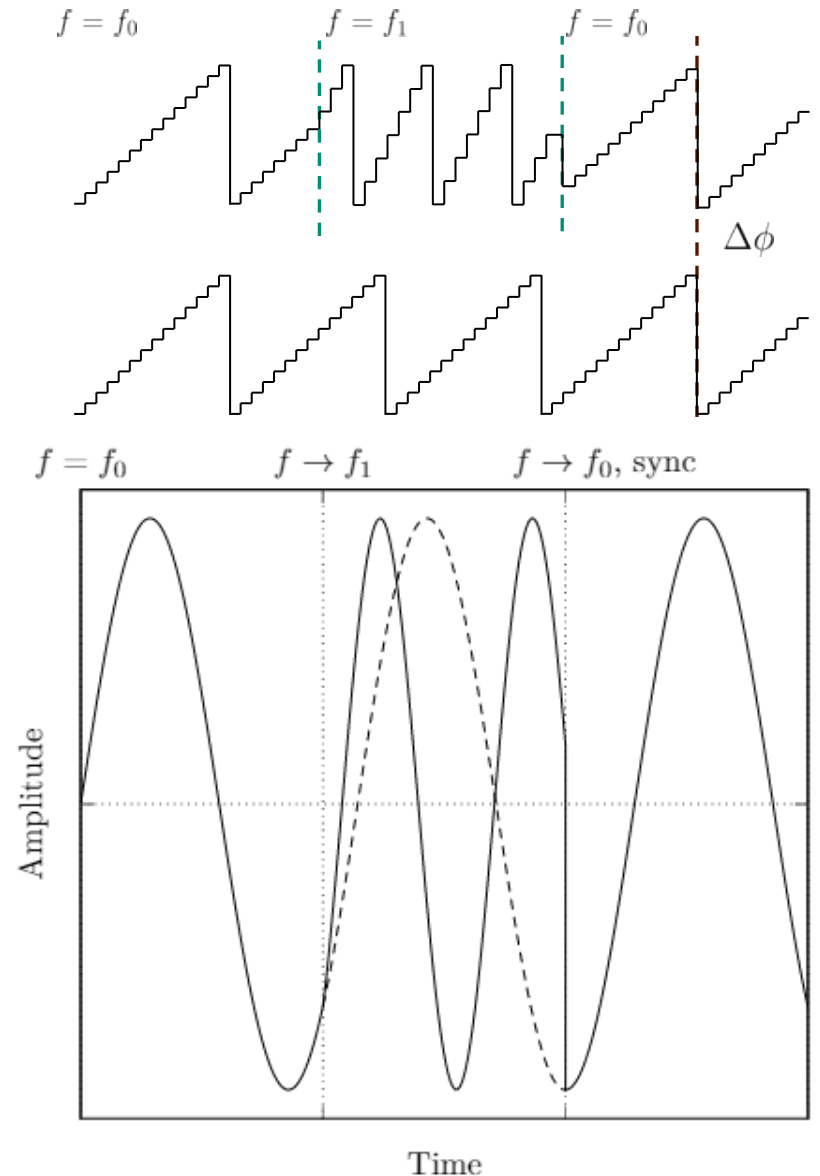 f = f₀ f = f₁ f = f₀
Δϕ
f = f₀ f → f₁ f → f₀, sync
Amplitude
Time